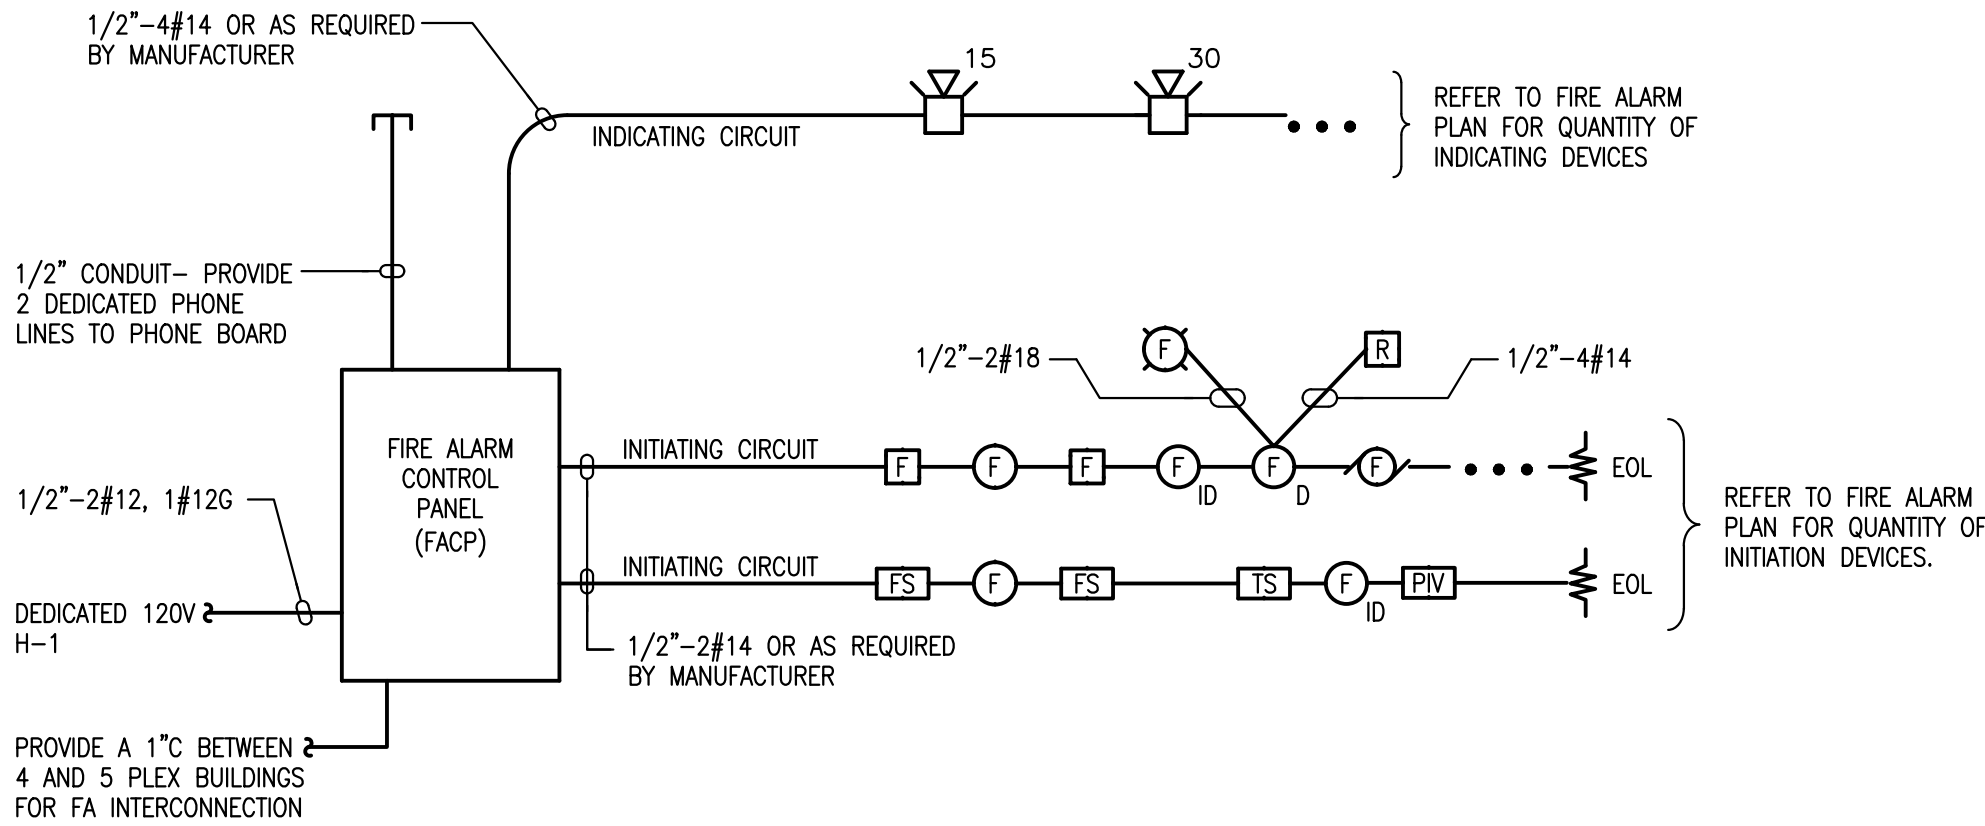 1/2"-4#14 OR AS REQUIRED
BY MANUFACTURER
15
30
INDICATING CIRCUIT
REFER TO FIRE ALARM
PLAN FOR QUANTITY OF
INDICATING DEVICES
1/2" CONDUIT- PROVIDE
2 DEDICATED PHONE
LINES TO PHONE BOARD
1/2"-2#18
F
R
1/2"-4#14
FIRE ALARM
CONTROL
PANEL
(FACP)
INITIATING CIRCUIT
F
F
F
F
ID
F
D
F
EOL
1/2"-2#12, 1#12G
REFER TO FIRE ALARM
PLAN FOR QUANTITY OF
INITIATION DEVICES.
INITIATING CIRCUIT
FS
F
FS
TS
F
ID
PIV
EOL
DEDICATED 120V
H-1
1/2"-2#14 OR AS REQUIRED
BY MANUFACTURER
PROVIDE A 1"C BETWEEN
4 AND 5 PLEX BUILDINGS
FOR FA INTERCONNECTION